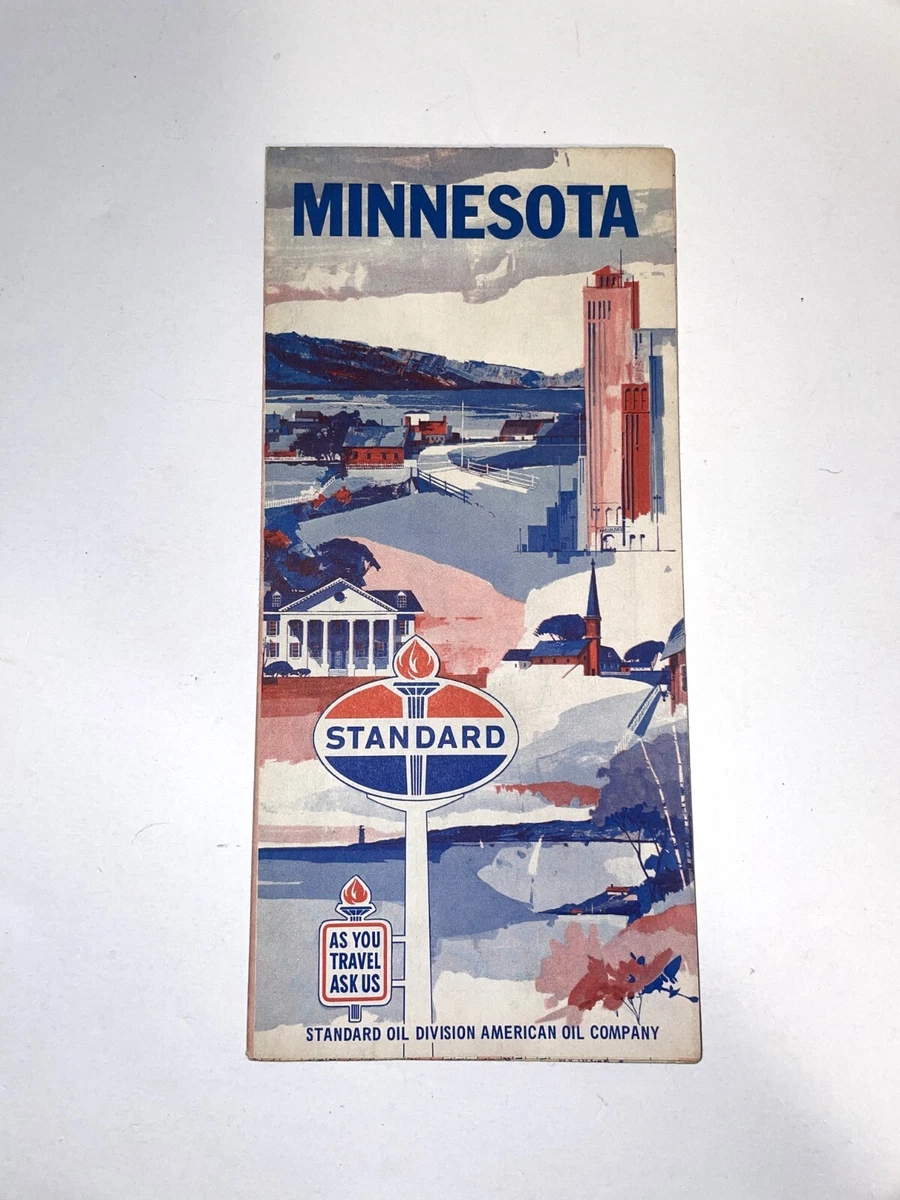 MINNESOTA
STANDARD
AS YOU
TRAVEL
ASK US
STANDARD OIL DIVISION AMERICAN OIL COMPANY